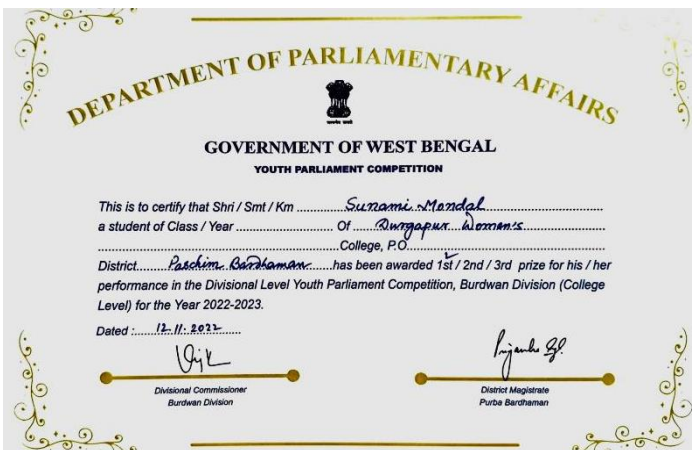 DEPARTMENT OF PARLIAMENTARY AFFAIRS
GOVERNMENT OF WEST BENGAL
YOUTH PARLIAMENT COMPETITION
This is to certify that Shri / Smt / Km ............ Sunami Mondal ............
a student of Class / Year ............ Of ... Durgapur Women's ............
............ College, P.O ............
District ........ Paschim Bardhaman ...... has been awarded 1st / 2nd / 3rd prize for his / her
performance in the Divisional Level Youth Parliament Competition, Burdwan Division (College
Level) for the Year 2022-2023.
Dated : ..... 12.11.2022 ......
Divisional Commissioner
Burdwan Division
District Magistrate
Purba Bardhaman